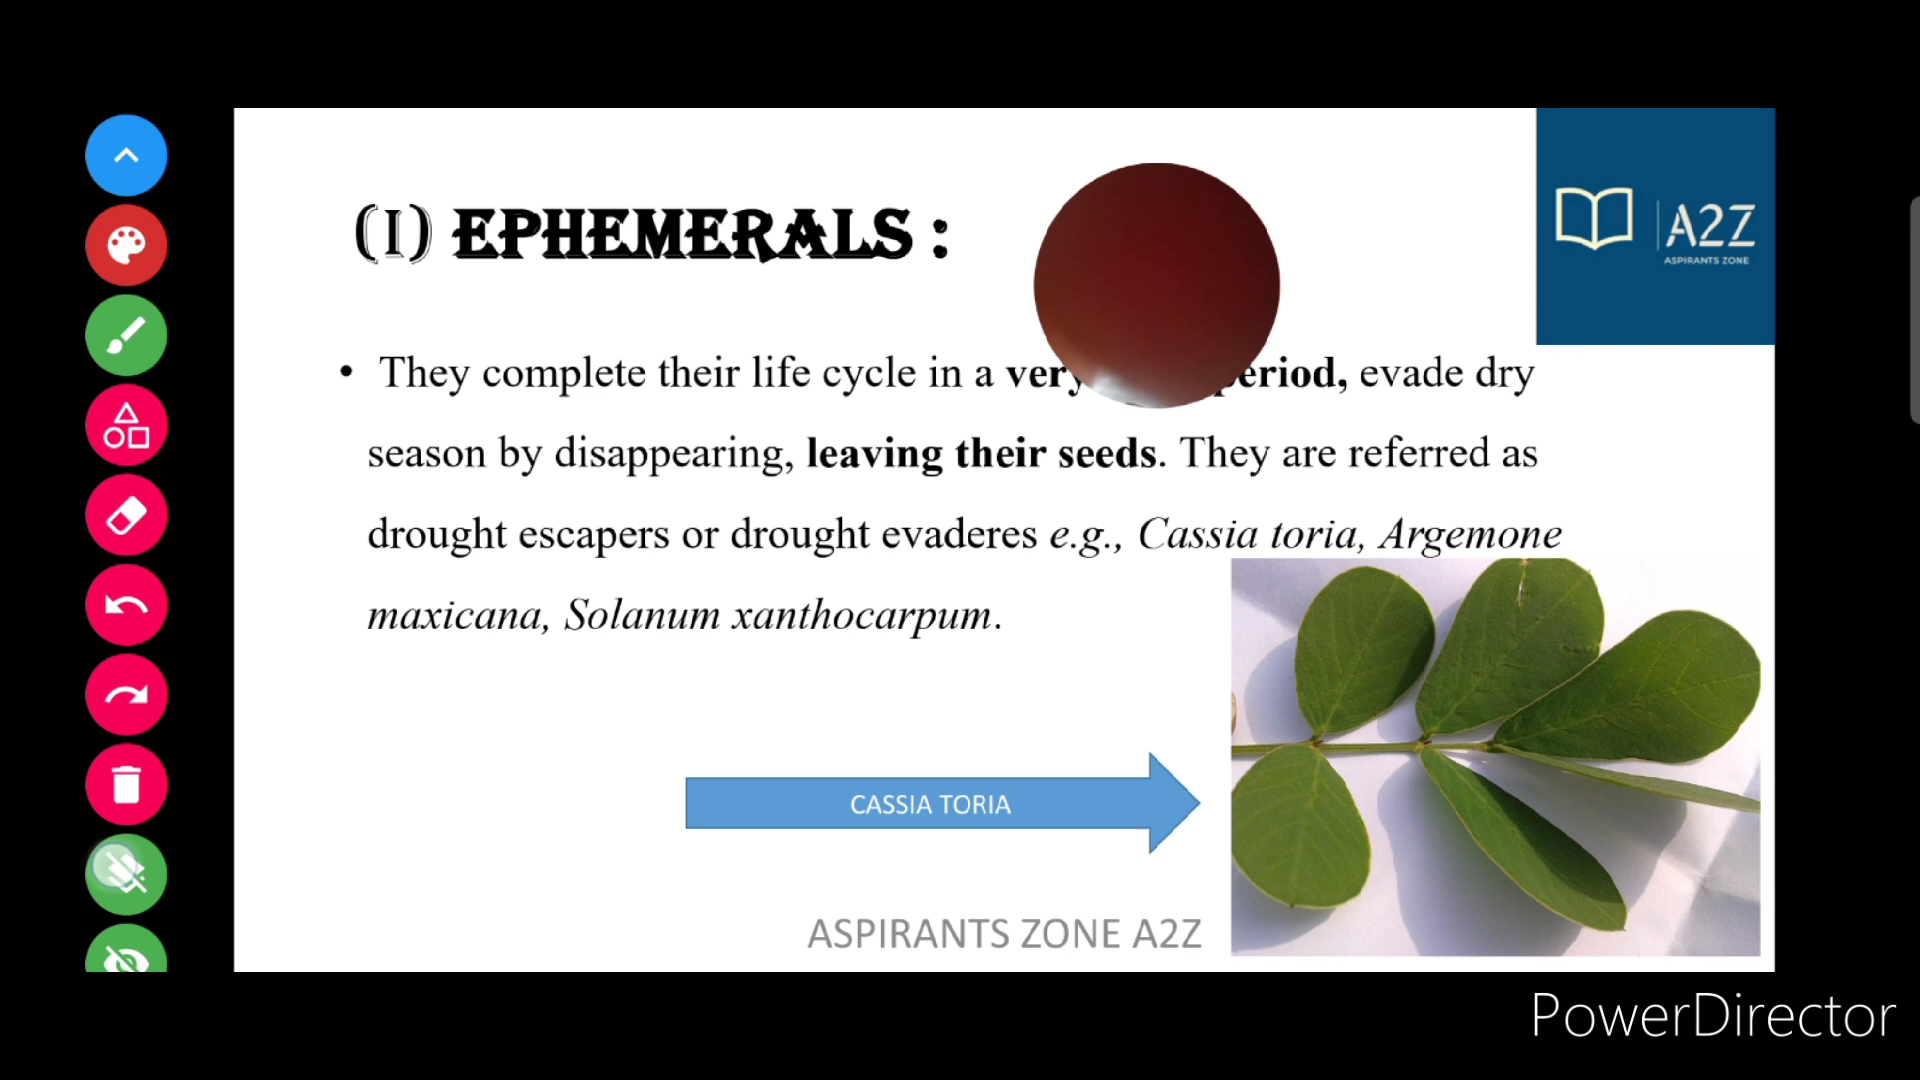 (I) EPHEMERALS :
A2Z
ASPIRANTS ZONE
• They complete their life cycle in a very eriod, evade dry
season by disappearing, leaving their seeds. They are referred as
drought escapers or drought evaderes e.g., Cassia toria, Argemone
maxicana, Solanum xanthocarpum.
CASSIA TORIA
ASPIRANTS ZONE A2Z
PowerDirector